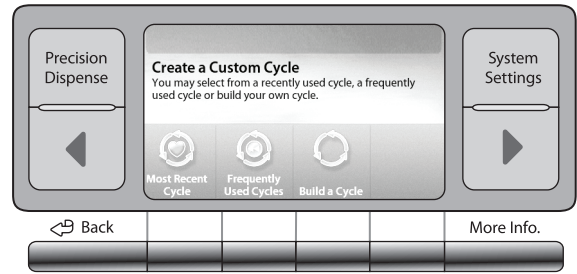 Precision
Dispense
Create a Custom Cycle
You may select from a recently used cycle, a frequently
used cycle or build your own cycle.
Most Recent
Cycle
Frequently
Used Cycles
Build a Cycle
System
Settings
Back
More Info.